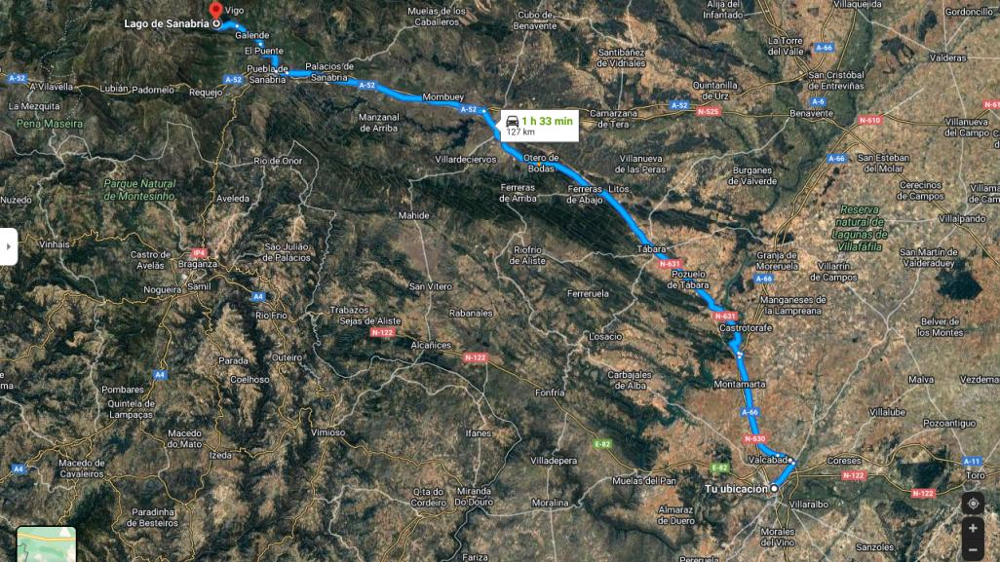 Vigo
Lago de Sanabria
Galende
El Puente
Puebla de
Sanabria
Palacios de
Sanabria
A-52
A Vilavella
A-52
Lubián
Padornelo
Requejo
La Mezquita
Pena Maseira
Muelas de los
Caballeros
Cubo de
Benavente
Alija del
Infantado
Villaquejida
Gordoncillo
La Torre
del Valle
A-66
Valderas
Santibáñez
de Vidriales
San Cristóbal
de Entreviñas
Quintanilla
de Urz
A-52
Mombuey
A-52
1 h 33 min
127 km
Camarzana
de Tera
A-52
N-525
A-6
Benavente
N-610
N-61
Villanueva
del Campo
Manzanal
de Arriba
Villardeciervos
Otero de
Bodas
Villanueva
de las Peras
Burganes
de Valverde
A-66
San Esteban
del Molar
Cerecinos
de Campos
Rio de Onor
Parque Natural
de Montesinho
Aveleda
Nuzedo
Ferreras
de Arriba
Ferreras
de Abajo
Litos
Mahide
Reserva
natural de
Lagunas de
Villafáfila
Villalpando
Vinhais
Castro de
Avelãs
IP4
Braganza
São Julião
de Palacios
Nogueira
Samil
A4
Rio Frio
Riofrío
de Aliste
Tábara
N-631
Pozuelo
de Tábara
Granja de
Moreruela
A-66
Villarrín
de Campos
San Martín de
Valderaduey
San Vitero
Ferreruela
Manganeses de
la Lampreana
N-631
Castrotorafe
Belver de
los Montes
Trabazos
Sejas de Aliste
N-122
Rabanales
Alcañices
N-122
Losacio
Parada
Outeiro
Coelhoso
A4
Pombares
Quintela de
Lampaças
Carbajales
de Alba
Fonfría
Montamarta
Malva
Vezdema
A-66
Villalube
Pozoantiguo
Macedo
do Mato
Izeda
Vimioso
Ifanes
E-82
N-630
Valcabado
A4
Macedo de
Cavaleiros
Villadepera
Muelas del Pan
E-82
Coreses
N-122
A-11
Toro
Tu ubicación
N-122
Q.ta do
Cordeiro
Miranda
Do Douro
Moralina
Villaralbo
Paradinha
de Besteiros
Almaraz
de Duero
Morales
del Vino
Sanzoles
Fariza
Pereruela